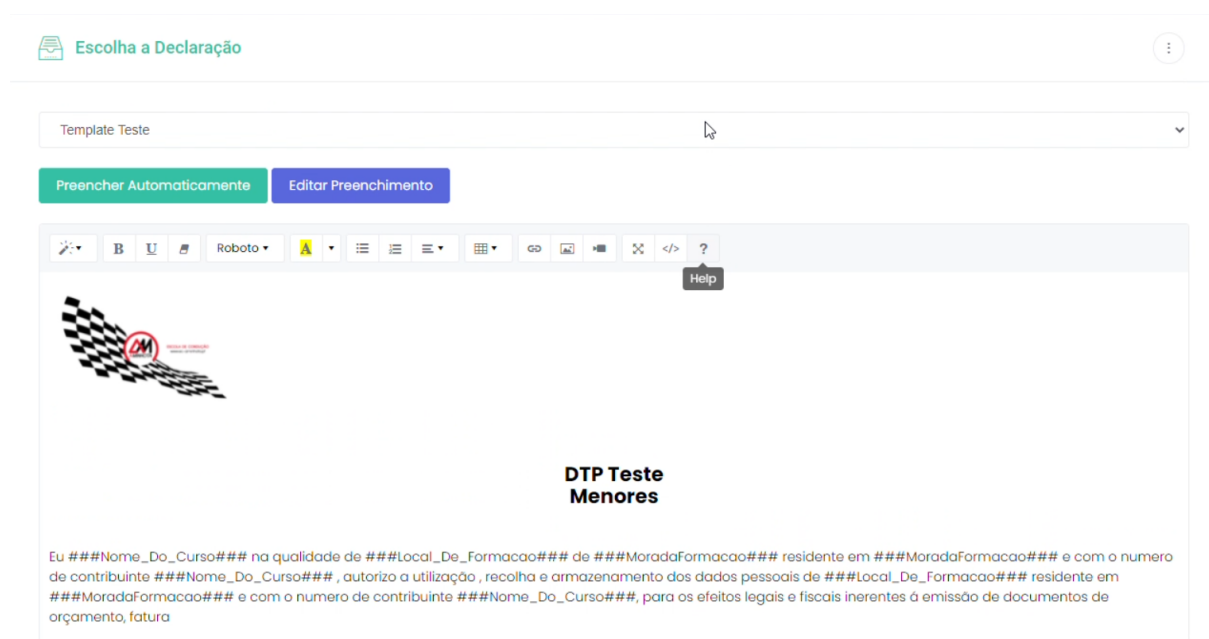 Escolha a Declaração
Template Teste
Preencher Automaticamente Editar Preenchimento
B U Roboto A </> ?
Help
DTP Teste
Menores
Eu ###Nome_Do_Curso### na qualidade de ###Local_De_Formacao### de ###MoradaFormacao### residente em ###MoradaFormacao### e com o numero
de contribuinte ###Nome_Do_Curso### , autorizo a utilização , recolha e armazenamento dos dados pessoais de ###Local_De_Formacao### residente em
###MoradaFormacao### e com o numero de contribuinte ###Nome_Do_Curso###, para os efeitos legais e fiscais inerentes á emissão de documentos de
orçamento, fatura